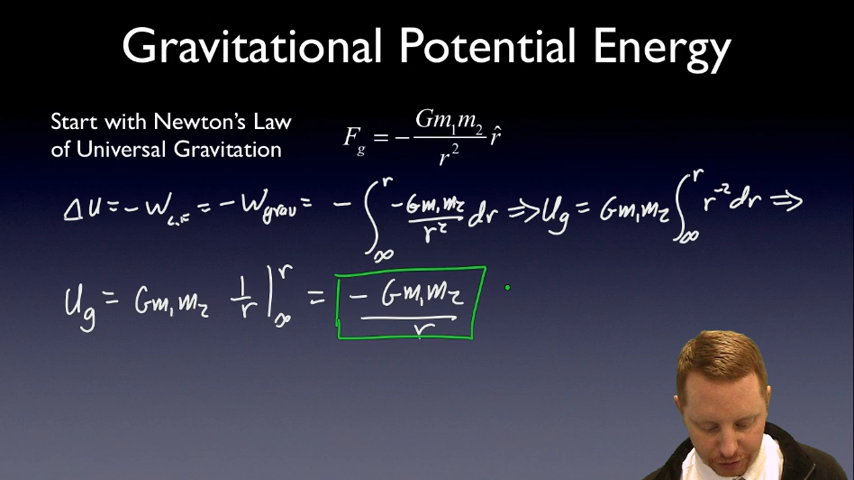 Gravitational Potential Energy
Start with Newton's Law
of Universal Gravitation
F_g = - Gm₁m₂/r² r̂
ΔU = -W_c.F = -W_grav = - ∫_∞^r -Gm₁m₂/r² dr ⇒ U_g = Gm₁m₂ ∫_∞^r r⁻² dr ⇒
U_g = Gm₁m₂ 1/r |_∞^r = - Gm₁m₂/r